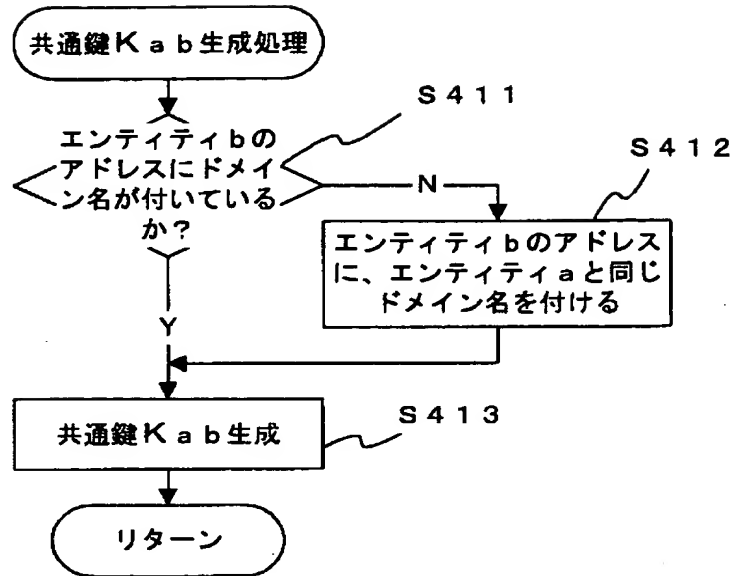 共通鍵Ｋａｂ生成処理
Ｓ４１１
エンティティｂの
アドレスにドメイ
ン名が付いている
か？
Ｎ
Ｓ４１２
エンティティｂのアドレス
に、エンティティａと同じ
ドメイン名を付ける
Ｙ
共通鍵Ｋａｂ生成
Ｓ４１３
リターン